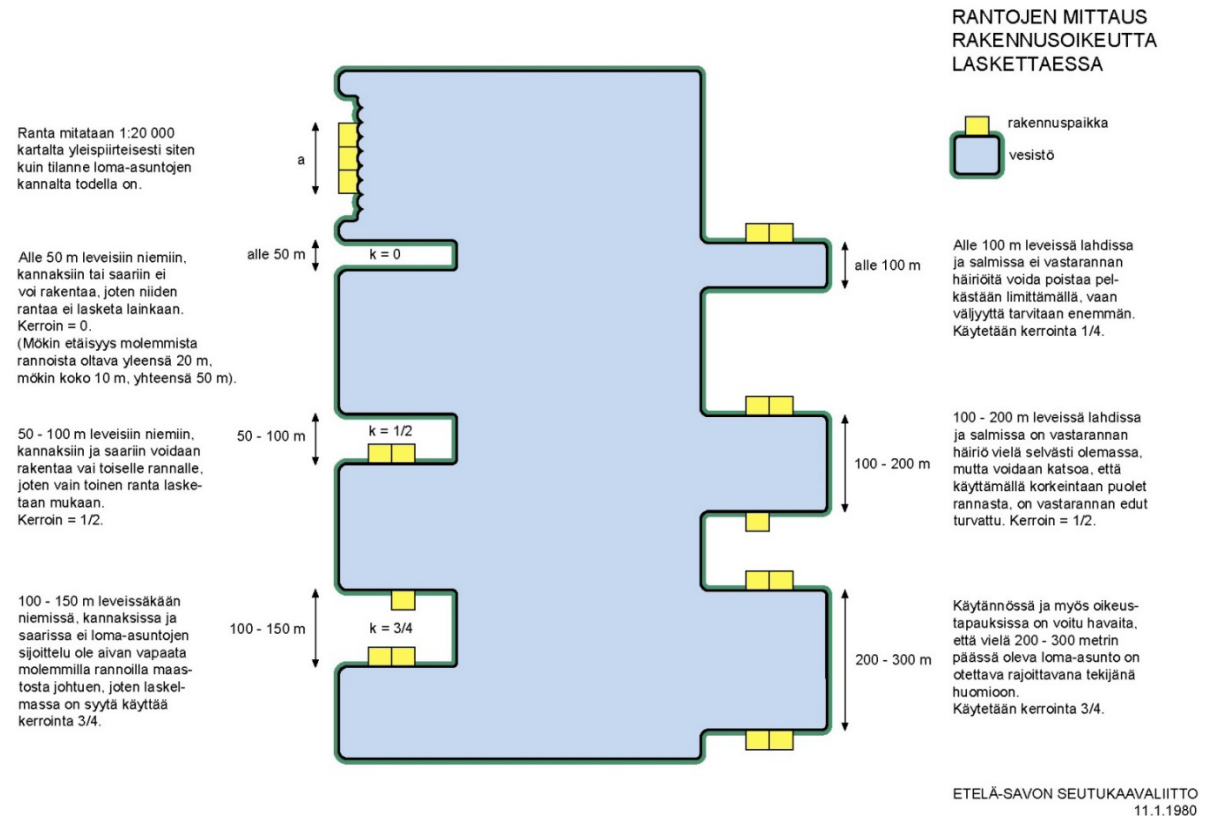 RANTOJEN MITTAUS
RAKENNUSOIKEUTTA
LASKETTAESSA
rakennuspaikka
vesistö
Ranta mitataan 1:20 000
kartalta yleispiirteisesti siten
kuin tilanne loma-asuntojen
kannalta todella on.
a
Alle 50 m leveisiin niemiin,
kannaksiin tai saariin ei
voi rakentaa, joten niiden
rantaa ei lasketa lainkaan.
Kerroin = 0.
(Mökin etäisyys molemmista
rannoista oltava yleensä 20 m,
mökin koko 10 m, yhteensä 50 m).
alle 50 m
k = 0
50 - 100 m leveisiin niemiin,
kannaksiin ja saariin voidaan
rakentaa vai toiselle rannalle,
joten vain toinen ranta laske-
taan mukaan.
Kerroin = 1/2.
50 - 100 m
k = 1/2
100 - 150 m leveissäkään
niemissä, kannaksissa ja
saarissa ei loma-asuntojen
sijoittelu ole aivan vapaata
molemmilla rannoilla maas-
tosta johtuen, joten laskel-
massa on syytä käyttää
kerrointa 3/4.
100 - 150 m
k = 3/4
alle 100 m
Alle 100 m leveissä lahdissa
ja salmissa ei vastarannan
häiriöitä voida poistaa pel-
kästään limittämällä, vaan
väljyyttä tarvitaan enemmän.
Käytetään kerrointa 1/4.
100 - 200 m
100 - 200 m leveissä lahdissa
ja salmissa on vastarannan
häiriö vielä selvästi olemassa,
mutta voidaan katsoa, että
käyttämällä korkeintaan puolet
rannasta, on vastarannan edut
turvattu. Kerroin = 1/2.
200 - 300 m
Käytännössä ja myös oikeus-
tapauksissa on voitu havaita,
että vielä 200 - 300 metrin
päässä oleva loma-asunto on
otettava rajoittavana tekijänä
huomioon.
Käytetään kerrointa 3/4.
ETELÄ-SAVON SEUTUKAAVALIITTO
11.1.1980